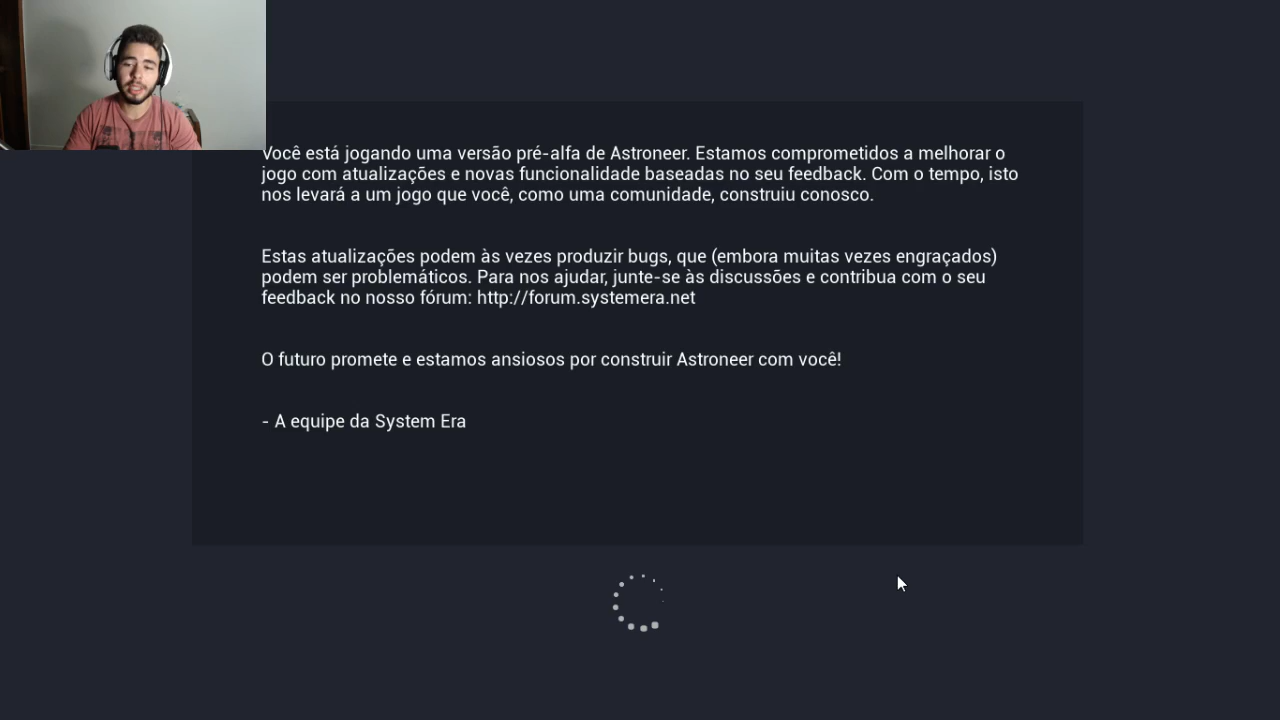 Você está jogando uma versão pré-alfa de Astroneer. Estamos comprometidos a melhorar o
jogo com atualizações e novas funcionalidade baseadas no seu feedback. Com o tempo, isto
nos levará a um jogo que você, como uma comunidade, construiu conosco.
Estas atualizações podem às vezes produzir bugs, que (embora muitas vezes engraçados)
podem ser problemáticos. Para nos ajudar, junte-se às discussões e contribua com o seu
feedback no nosso fórum: http://forum.systemera.net
O futuro promete e estamos ansiosos por construir Astroneer com você!
- A equipe da System Era